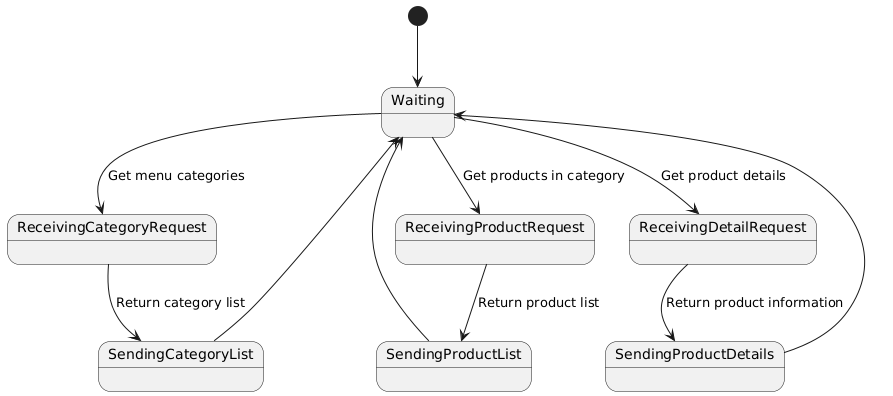 Waiting
Get menu categories
Get products in category
Get product details
ReceivingCategoryRequest
ReceivingProductRequest
ReceivingDetailRequest
Return category list
Return product list
Return product information
SendingCategoryList
SendingProductList
SendingProductDetails